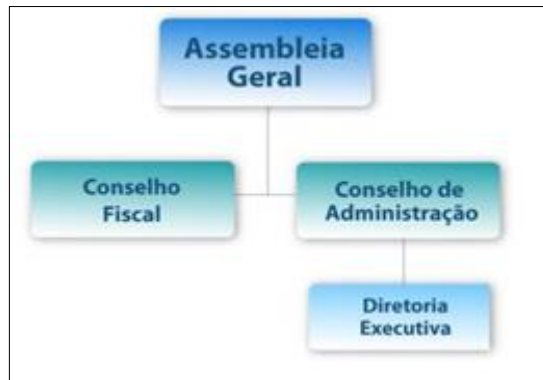 Assembleia
Geral
Conselho
Fiscal
Conselho de
Administração
Diretoria
Executiva